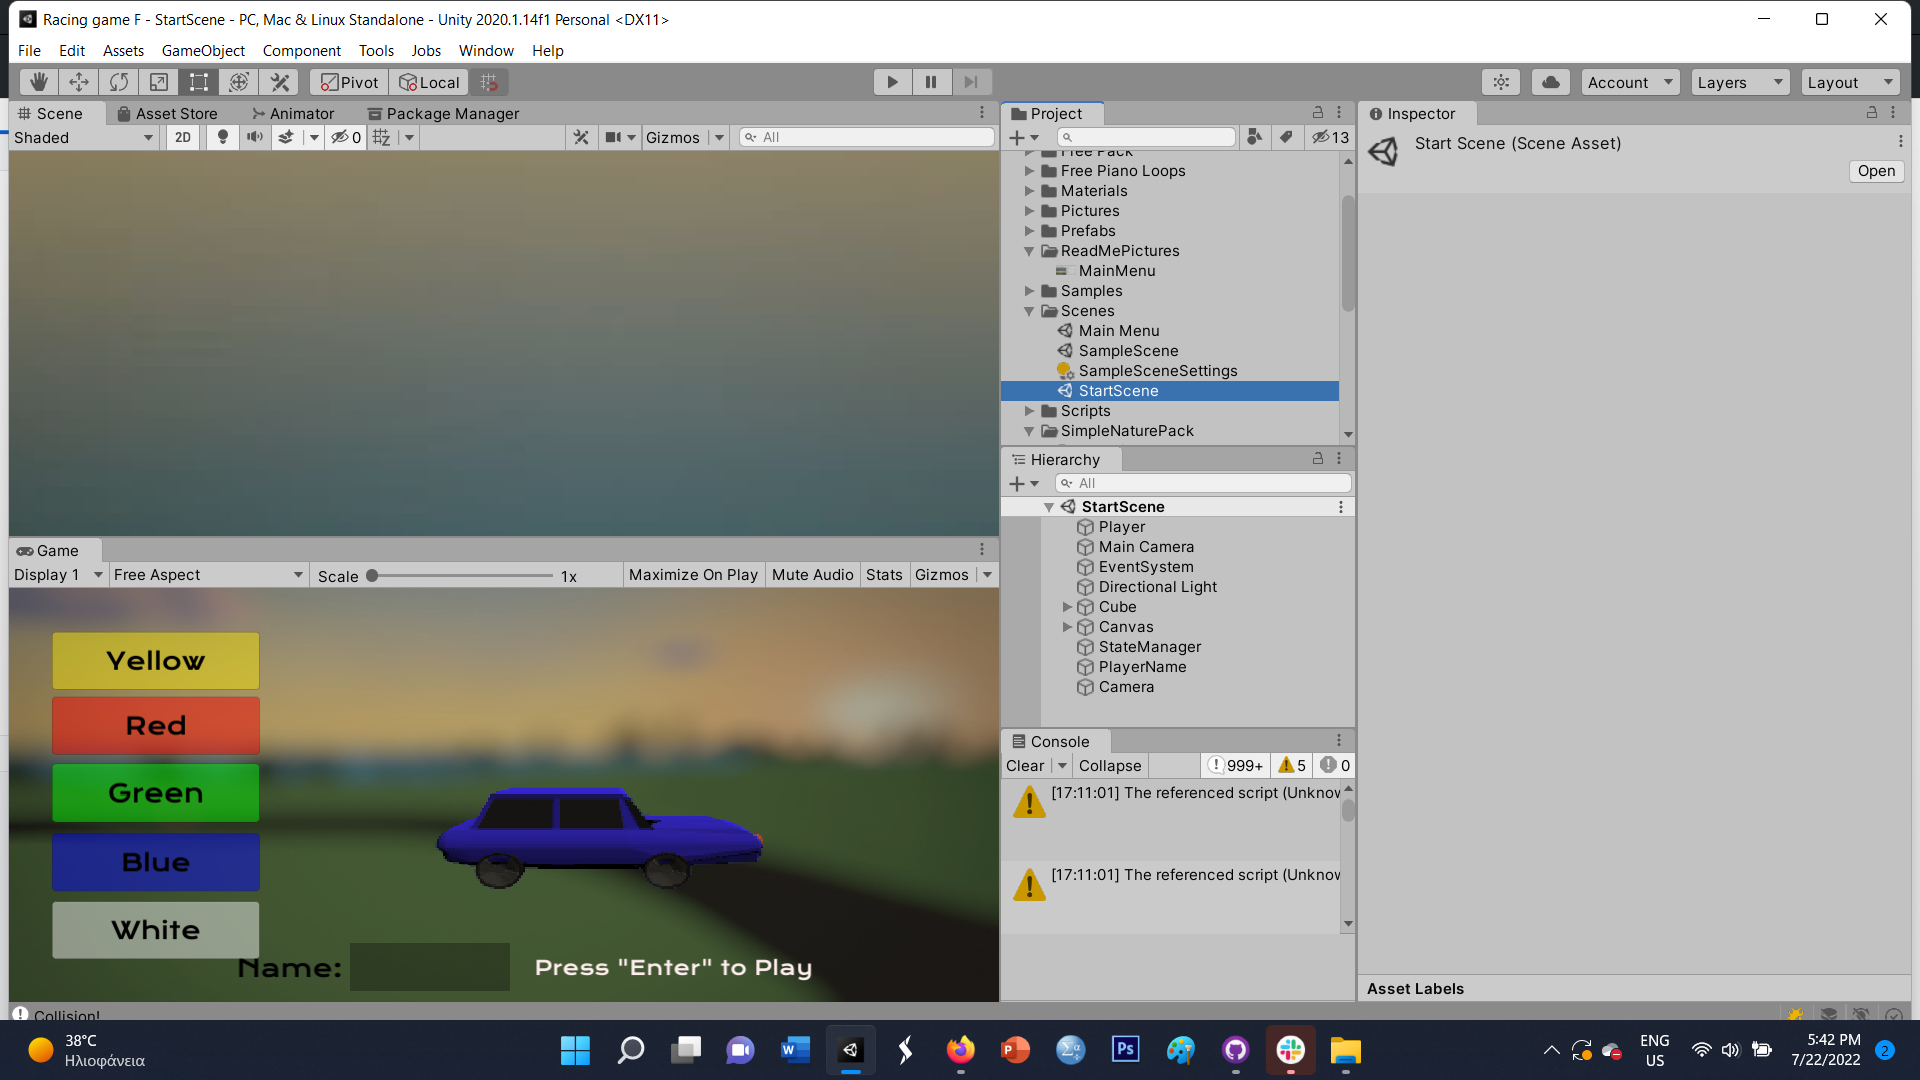 Racing game F - StartScene - PC, Mac & Linux Standalone - Unity 2020.1.14f1 Personal <DX11>
File Edit Assets GameObject Component Tools Jobs Window Help
Pivot Local Account Layers Layout
Scene Asset Store Animator Package Manager
Shaded 2D 0 Gizmos All
Project
13
Free Pack
Free Piano Loops
Materials
Pictures
Prefabs
ReadMePictures
MainMenu
Samples
Scenes
Main Menu
SampleScene
SampleSceneSettings
StartScene
Scripts
SimpleNaturePack
Inspector
Start Scene (Scene Asset)
Open
Hierarchy
All
StartScene
Player
Main Camera
EventSystem
Directional Light
Cube
Canvas
StateManager
PlayerName
Camera
Game
Display 1 Free Aspect Scale 1x Maximize On Play Mute Audio Stats Gizmos
Yellow
Red
Green
Blue
White
Name:
Press "Enter" to Play
Console
Clear Collapse 999+ 5 0
[17:11:01] The referenced script (Unknow
[17:11:01] The referenced script (Unknow
Asset Labels
Collision!
38°C
Ηλιοφάνεια
Ps
ENG
US
5:42 PM
7/22/2022
2